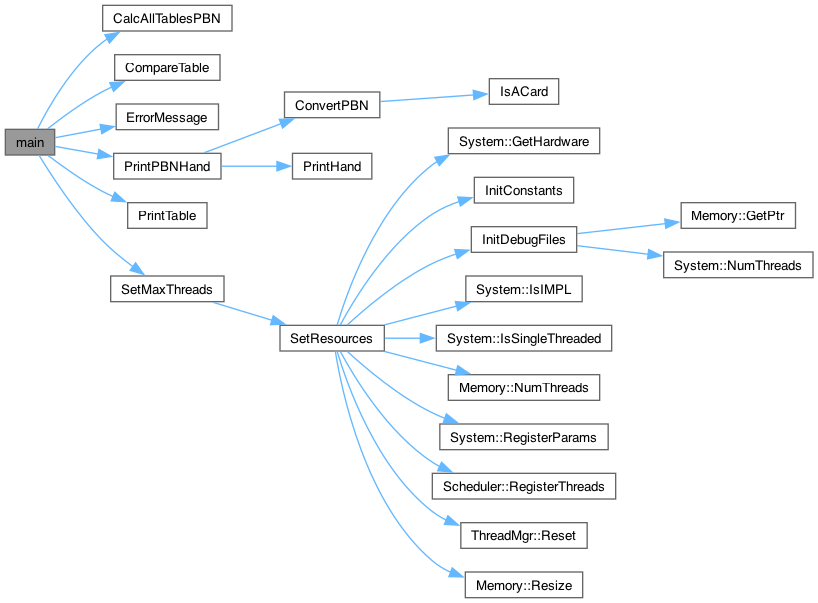 CalcAllTablesPBN
CompareTable
ConvertPBN
IsACard
ErrorMessage
main
System::GetHardware
PrintPBNHand
PrintHand
InitConstants
PrintTable
Memory::GetPtr
InitDebugFiles
System::NumThreads
SetMaxThreads
System::IsIMPL
SetResources
System::IsSingleThreaded
Memory::NumThreads
System::RegisterParams
Scheduler::RegisterThreads
ThreadMgr::Reset
Memory::Resize